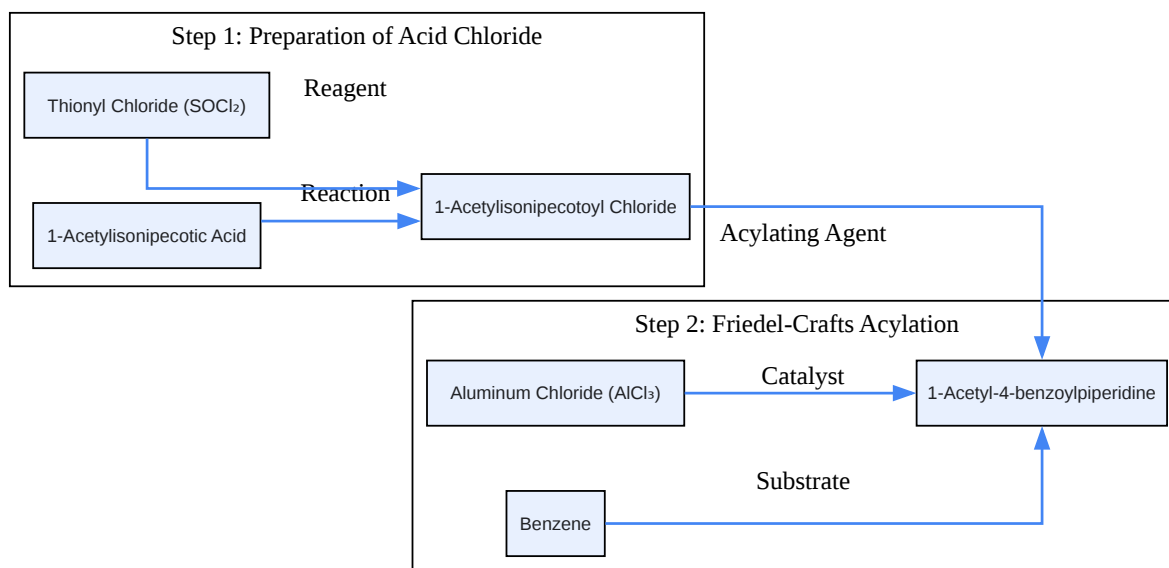 Step 1: Preparation of Acid Chloride
Thionyl Chloride (SOCl₂)
Reagent
Reaction
1-Acetylisonipecotic Acid
1-Acetylisonipecotoyl Chloride
Acylating Agent
Step 2: Friedel-Crafts Acylation
Aluminum Chloride (AlCl₃)
Catalyst
1-Acetyl-4-benzoylpiperidine
Substrate
Benzene